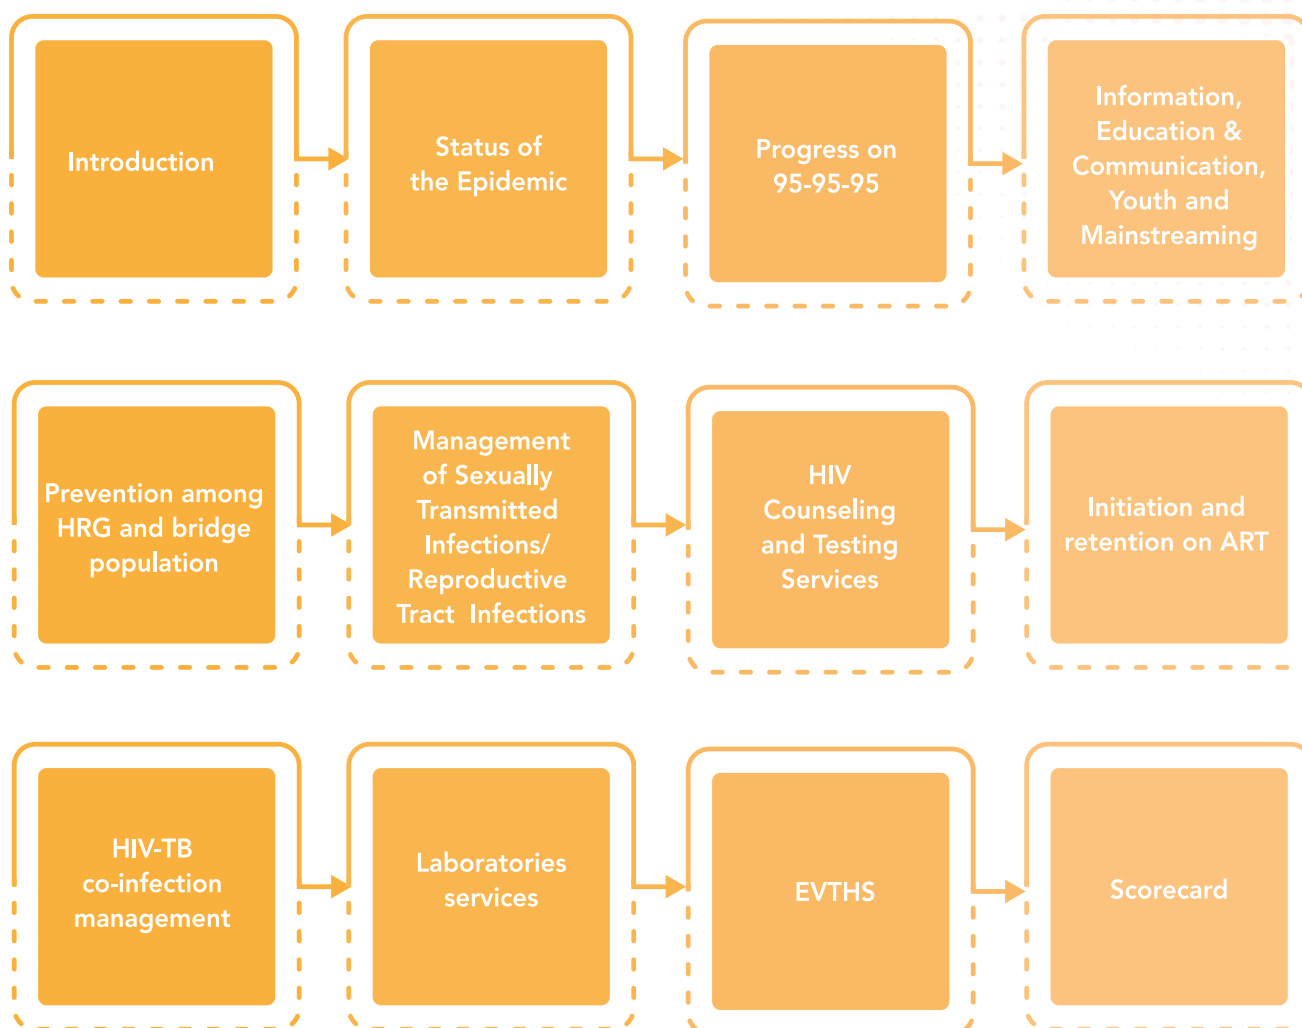 Introduction
Status of
the Epidemic
Progress on
95-95-95
Information,
Education &
Communication,
Youth and
Mainstreaming
Prevention among
HRG and bridge
population
Management
of Sexually
Transmitted
Infections/
Reproductive
Tract Infections
HIV
Counseling
and Testing
Services
Initiation and
retention on ART
HIV-TB
co-infection
management
Laboratories
services
EVTHS
Scorecard